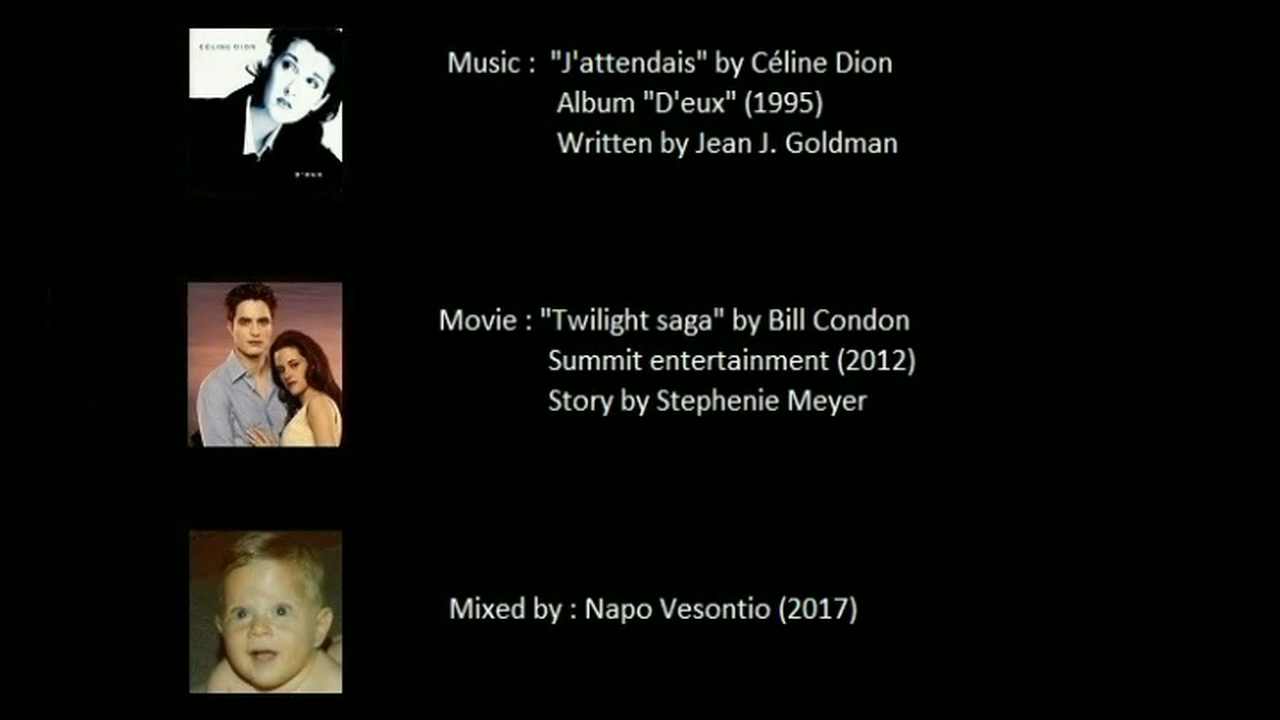 CÉLINE DION
D'EUX
Music : "J'attendais" by Céline Dion
Album "D'eux" (1995)
Written by Jean J. Goldman
Movie : "Twilight saga" by Bill Condon
Summit entertainment (2012)
Story by Stephenie Meyer
Mixed by : Napo Vesontio (2017)